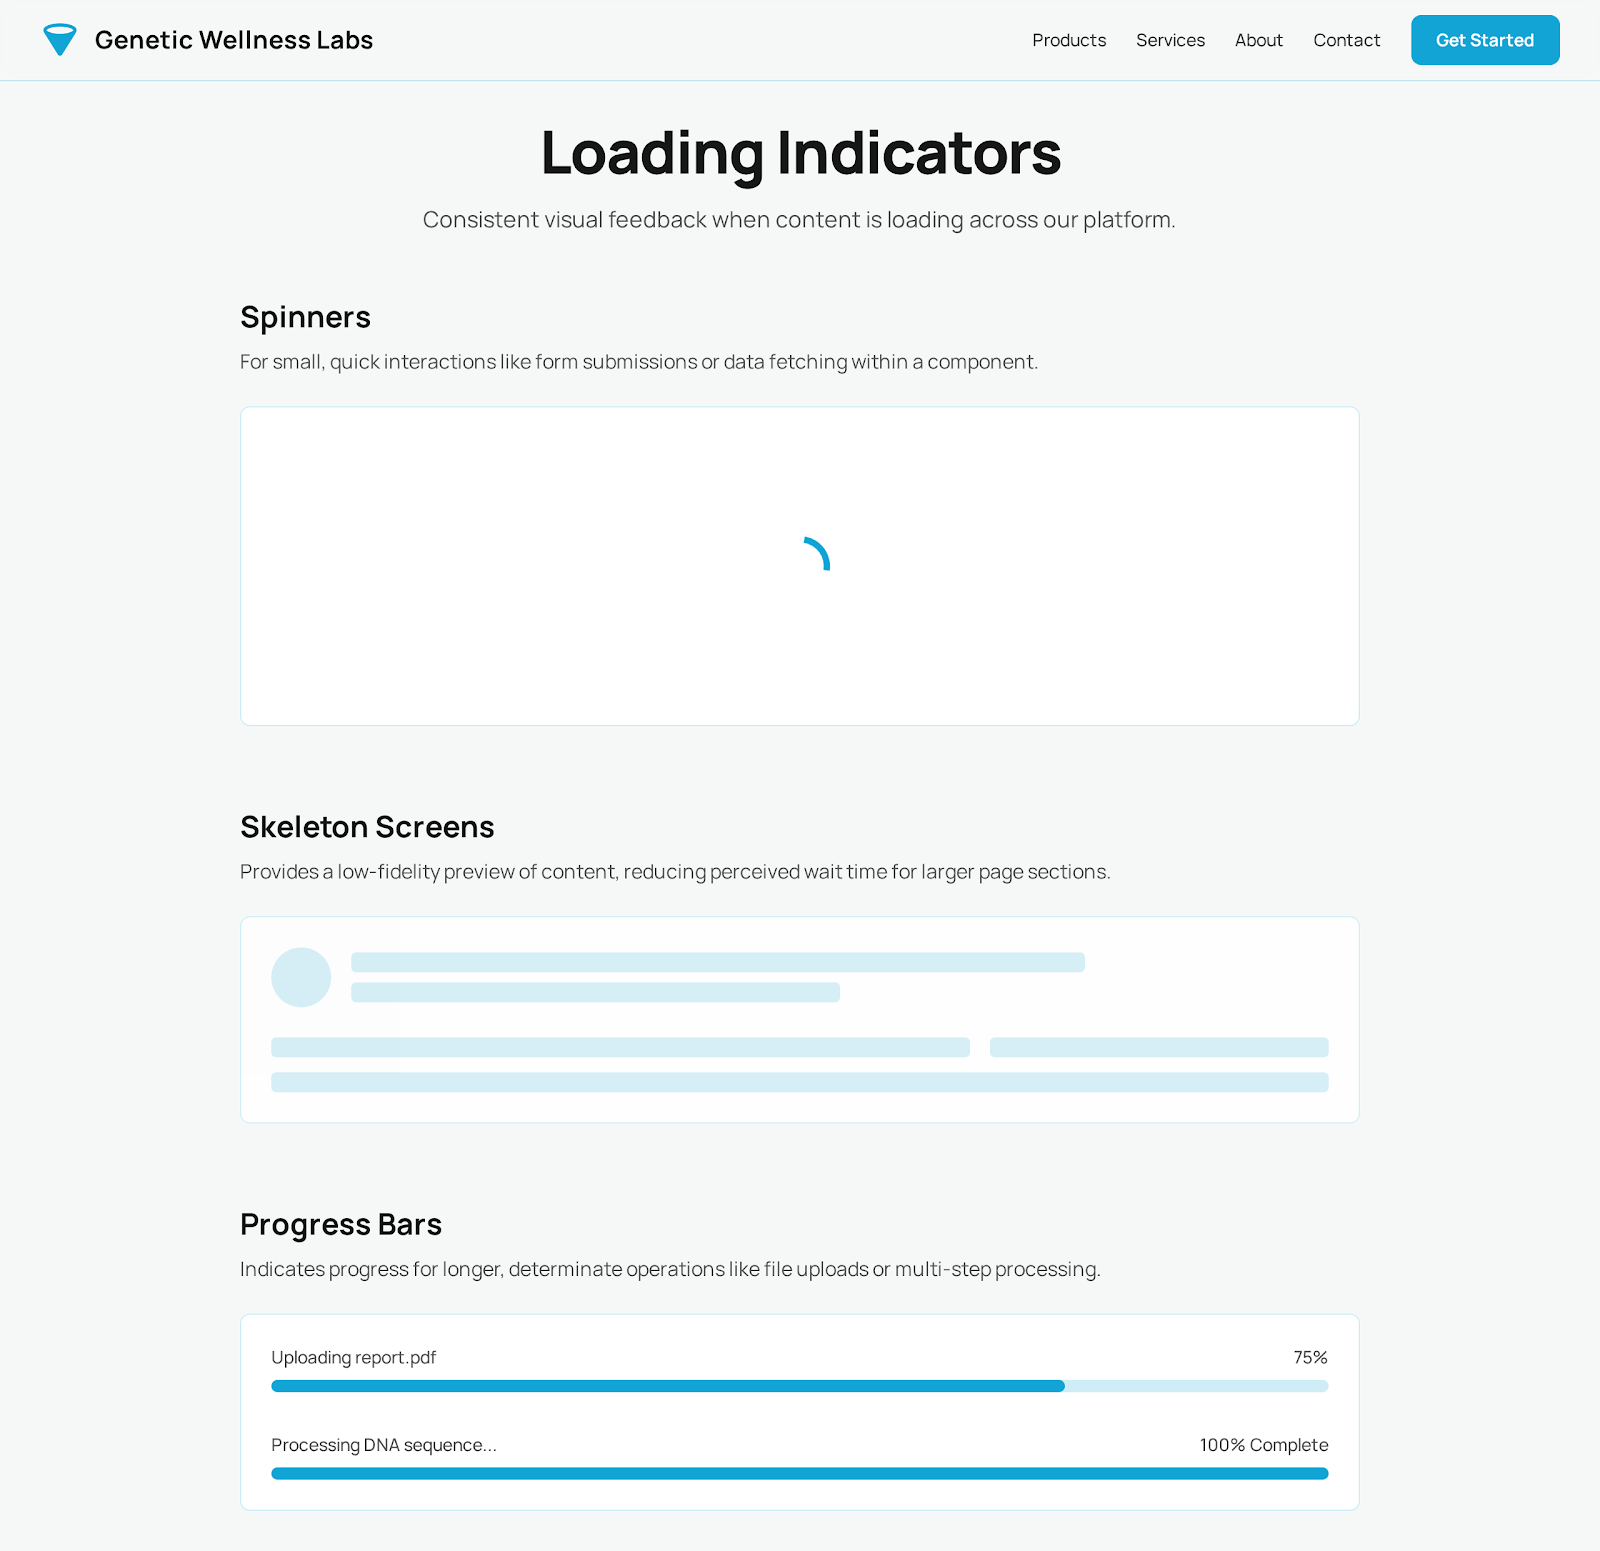 Genetic Wellness Labs
Products
Services
About
Contact
Get Started
Loading Indicators
Consistent visual feedback when content is loading across our platform.
Spinners
For small, quick interactions like form submissions or data fetching within a component.
Skeleton Screens
Provides a low-fidelity preview of content, reducing perceived wait time for larger page sections.
Progress Bars
Indicates progress for longer, determinate operations like file uploads or multi-step processing.
Uploading report.pdf
75%
Processing DNA sequence...
100% Complete